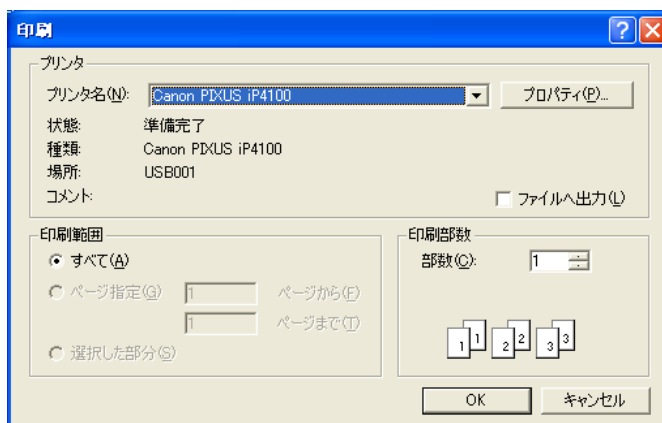 印刷
プリンタ
プリンタ名(N): Canon PIXUS iP4100 プロパティ(P)...
状態: 準備完了
種類: Canon PIXUS iP4100
場所: USB001
コメント:
ファイルへ出力(L)
印刷範囲
すべて(A)
ページ指定(G) 1 ページから(F)
1 ページまで(T)
選択した部分(S)
印刷部数
部数(C): 1
1 1 2 2 3 3
OK キャンセル